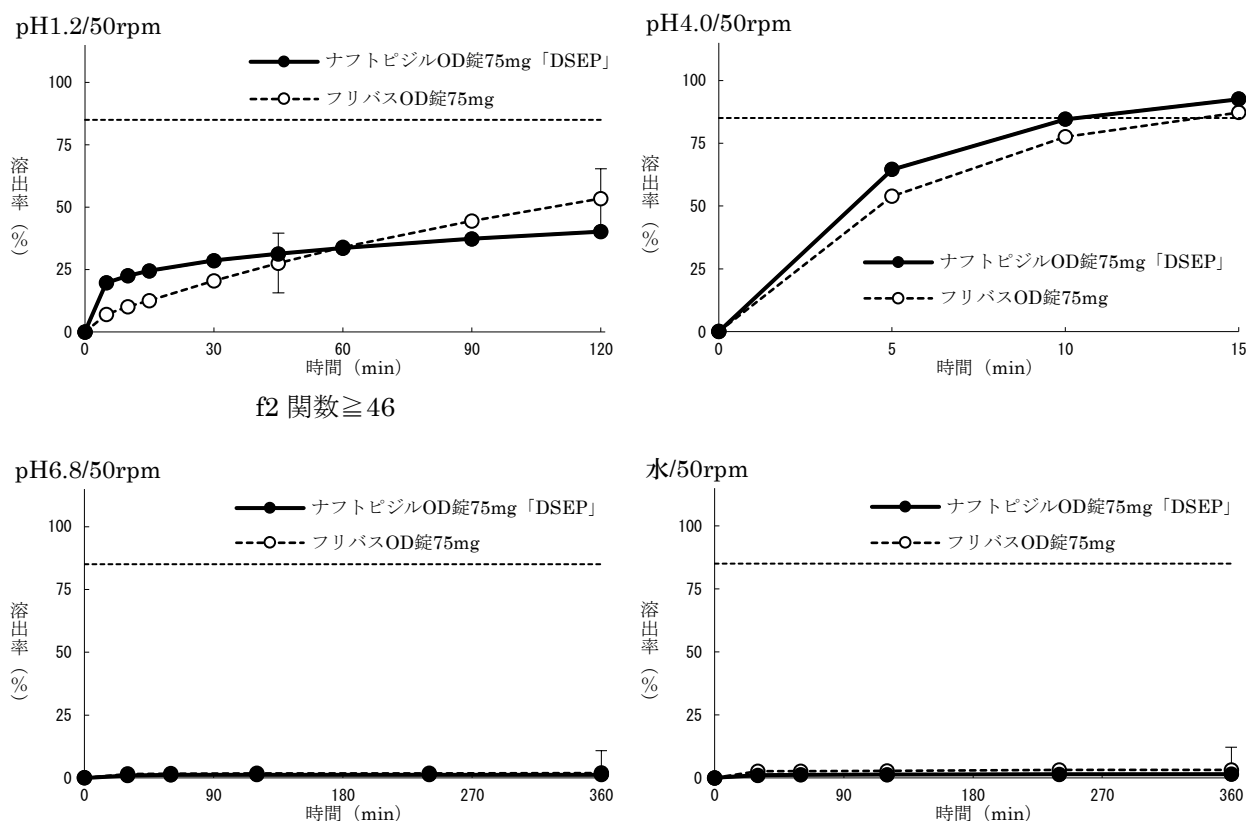 pH1.2/50rpm
ナフトピジルOD錠75mg「DSEP」
フリバスOD錠75mg
100
75
50
25
0
溶出率(%)
0 30 60 90 120
時間(min)
f2 関数≧46
pH4.0/50rpm
100
75
50
25
0
溶出率(%)
ナフトピジルOD錠75mg「DSEP」
フリバスOD錠75mg
0 5 10 15
時間(min)
pH6.8/50rpm
ナフトピジルOD錠75mg「DSEP」
フリバスOD錠75mg
100
75
50
25
0
溶出率(%)
0 90 180 270 360
時間(min)
水/50rpm
ナフトピジルOD錠75mg「DSEP」
フリバスOD錠75mg
100
75
50
25
0
溶出率(%)
0 90 180 270 360
時間(min)